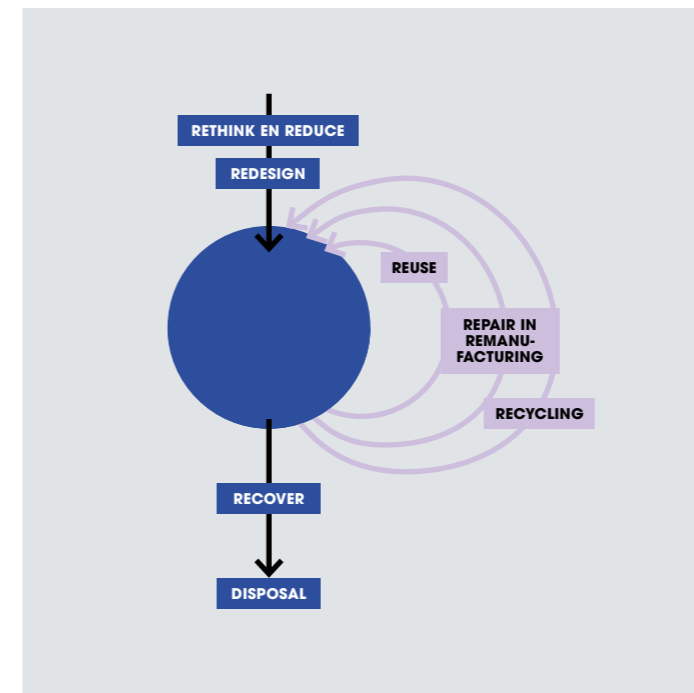 RETHINK EN REDUCE
REDESIGN
REUSE
REPAIR IN
REMANU-
FACTURING
RECYCLING
RECOVER
DISPOSAL